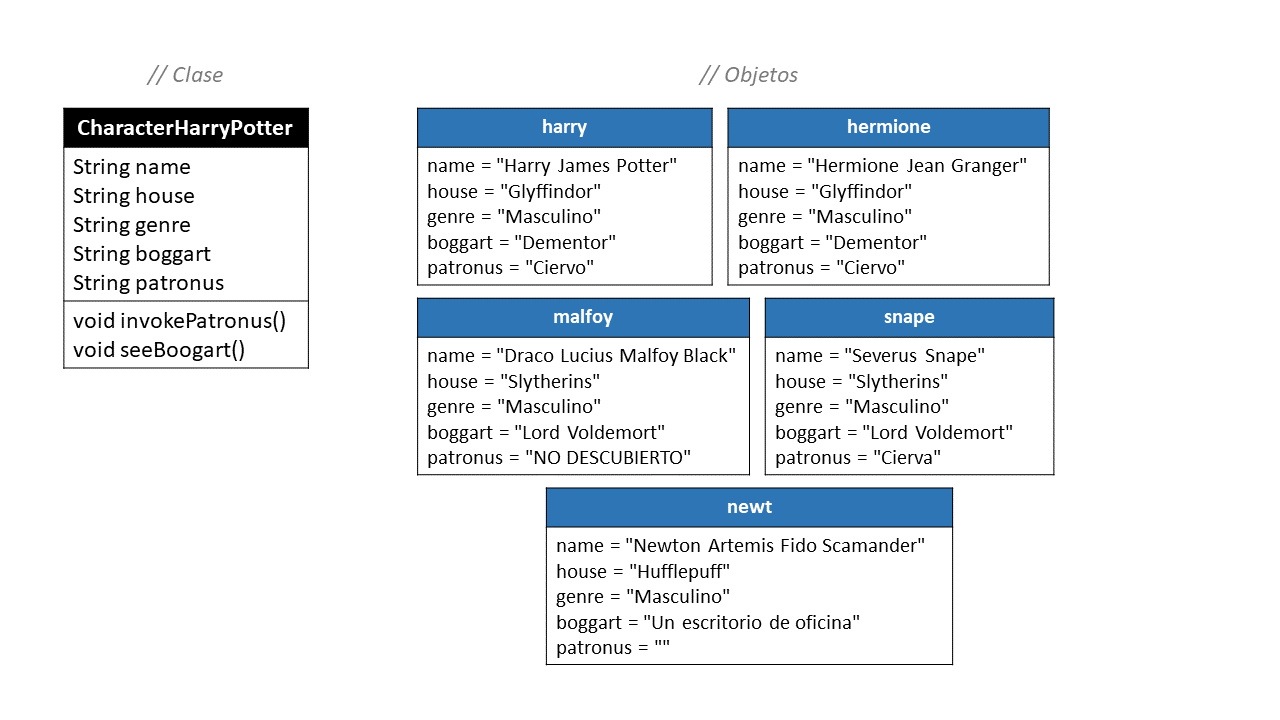 // Clase
CharacterHarryPotter
String name
String house
String genre
String boggart
String patronus
void invokePatronus()
void seeBoogart()
// Objetos
harry
name = "Harry James Potter"
house = "Glyffindor"
genre = "Masculino"
boggart = "Dementor"
patronus = "Ciervo"
hermione
name = "Hermione Jean Granger"
house = "Glyffindor"
genre = "Masculino"
boggart = "Dementor"
patronus = "Ciervo"
malfoy
name = "Draco Lucius Malfoy Black"
house = "Slytherins"
genre = "Masculino"
boggart = "Lord Voldemort"
patronus = "NO DESCUBIERTO"
snape
name = "Severus Snape"
house = "Slytherins"
genre = "Masculino"
boggart = "Lord Voldemort"
patronus = "Cierva"
newt
name = "Newton Artemis Fido Scamander"
house = "Hufflepuff"
genre = "Masculino"
boggart = "Un escritorio de oficina"
patronus = ""